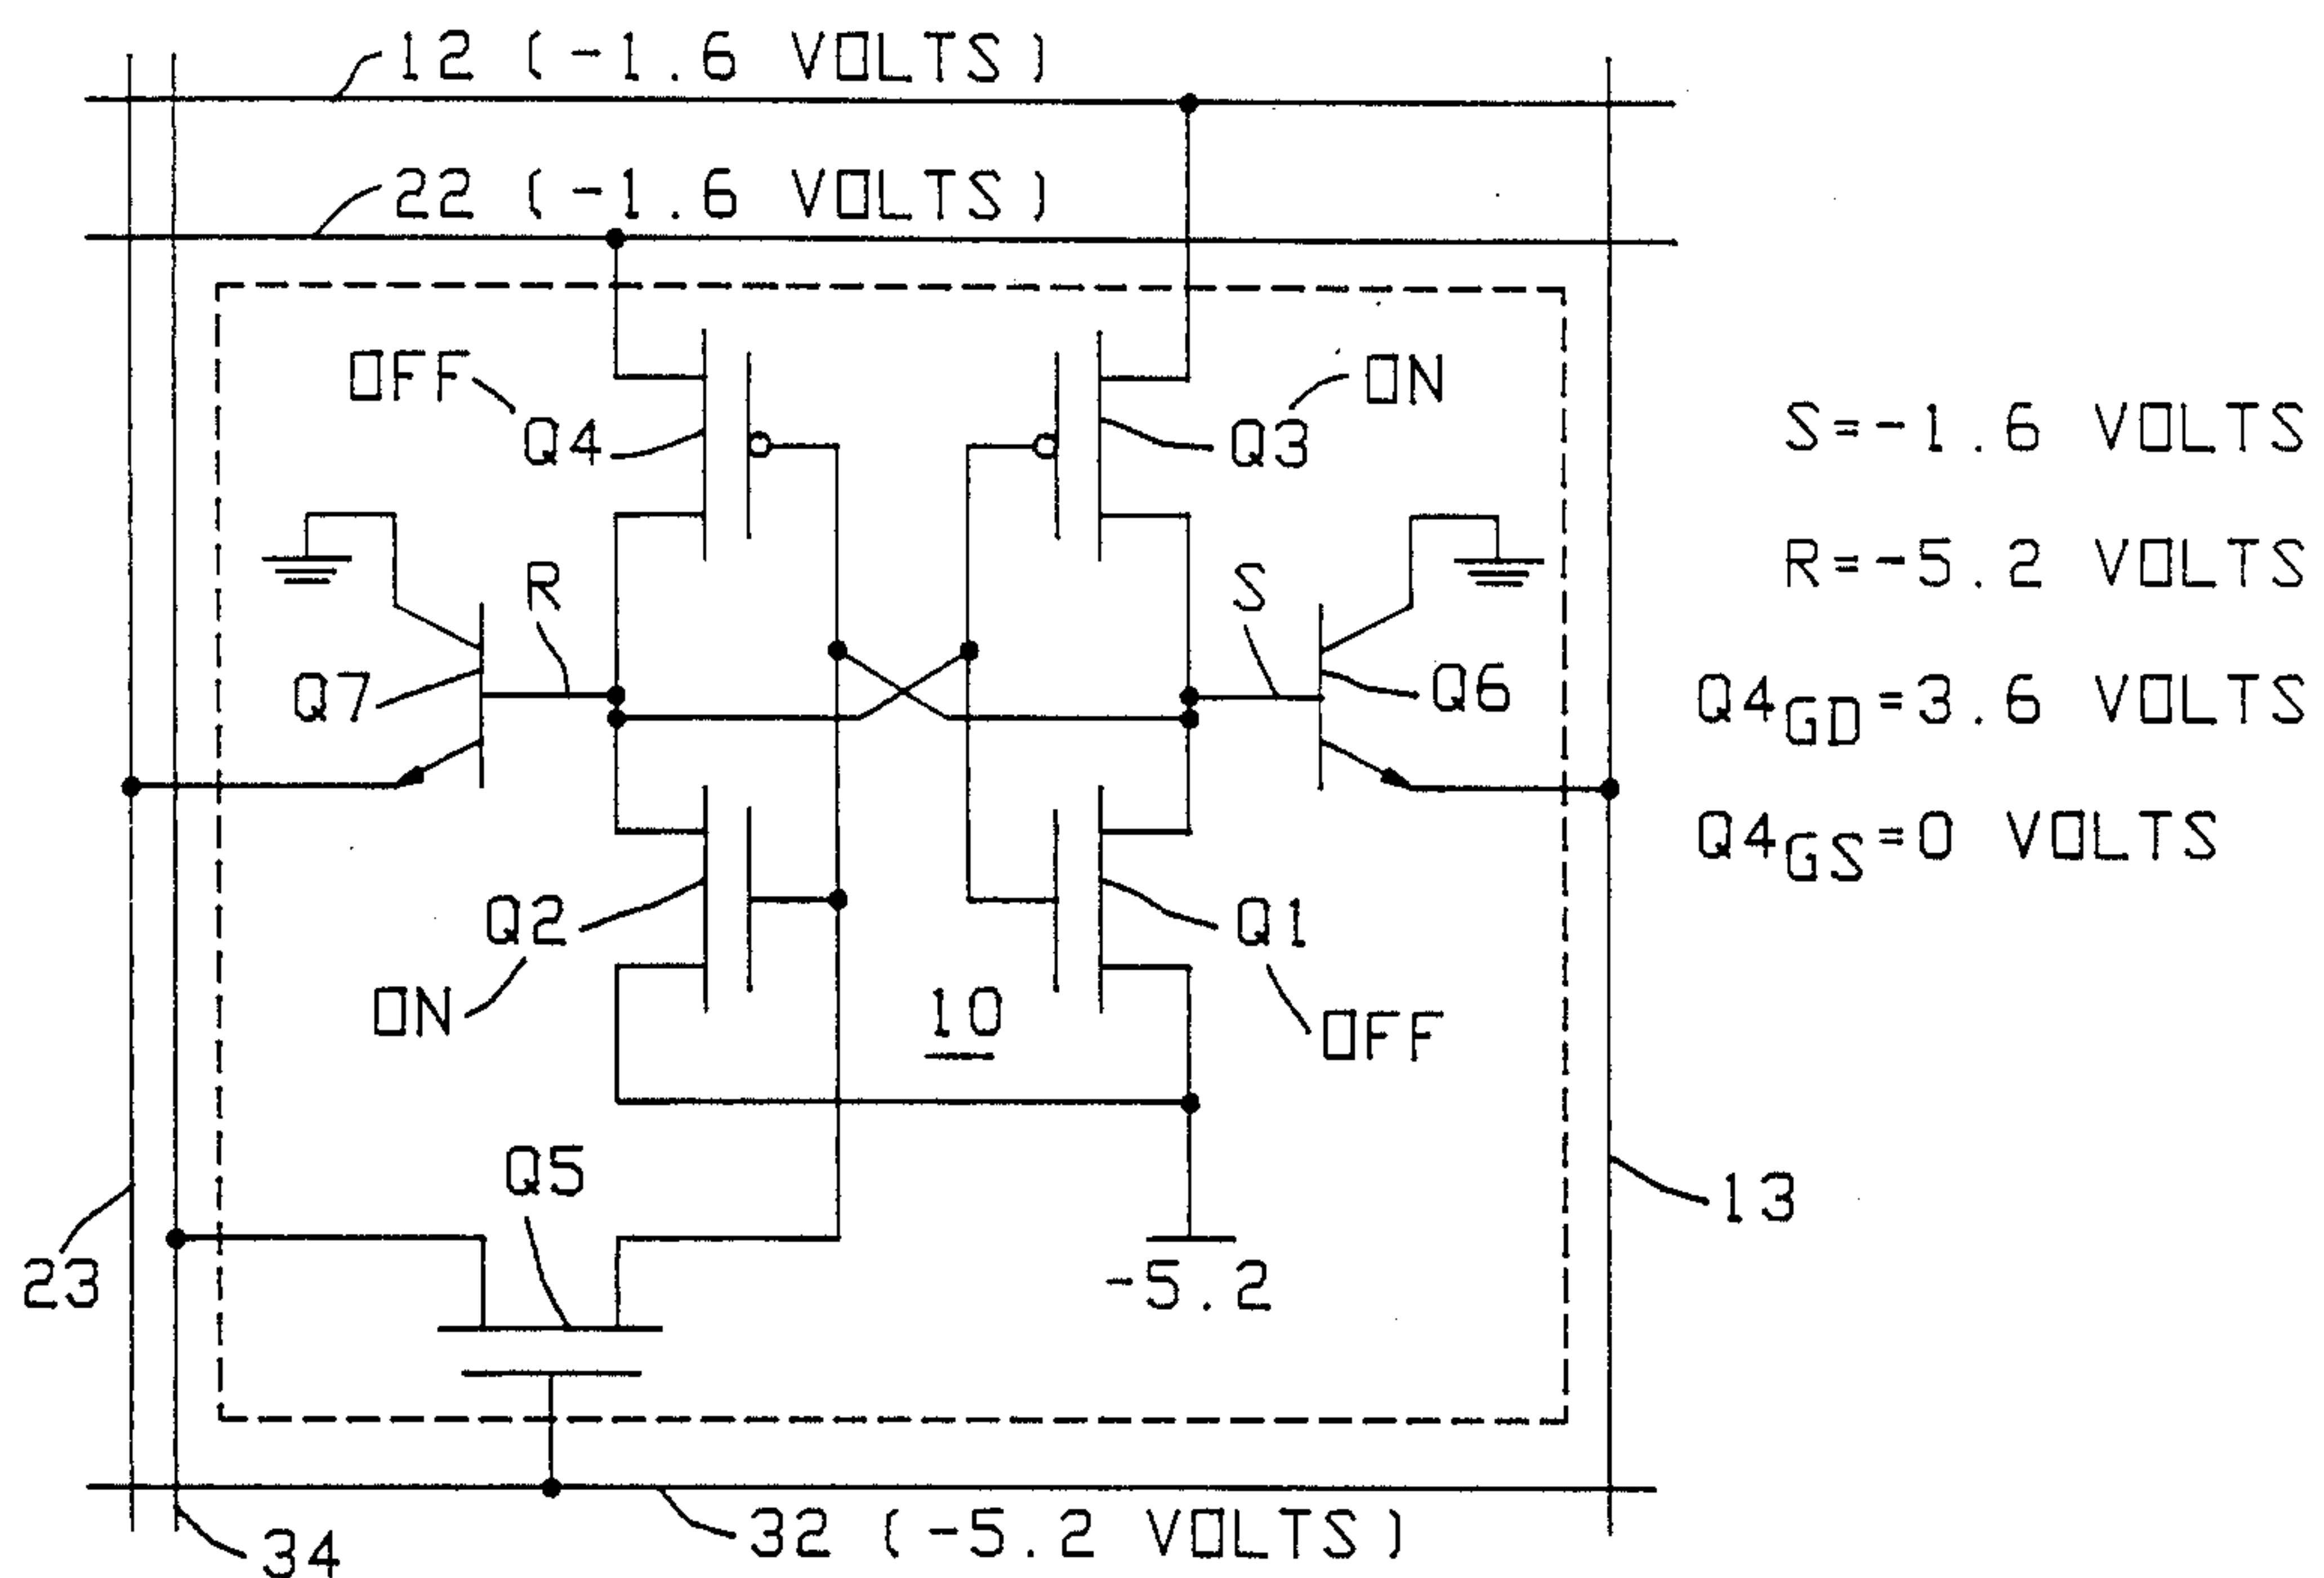 12 (-1.6 VOLTS)
22 (-1.6 VOLTS)
OFF
Q4
ON
Q3
S=-1.6 VOLTS
R=-5.2 VOLTS
Q4GD=3.6 VOLTS
Q4GS=0 VOLTS
R
S
Q7
Q6
Q2
Q1
ON
10
OFF
Q5
13
23
-5.2
32 (-5.2 VOLTS)
34